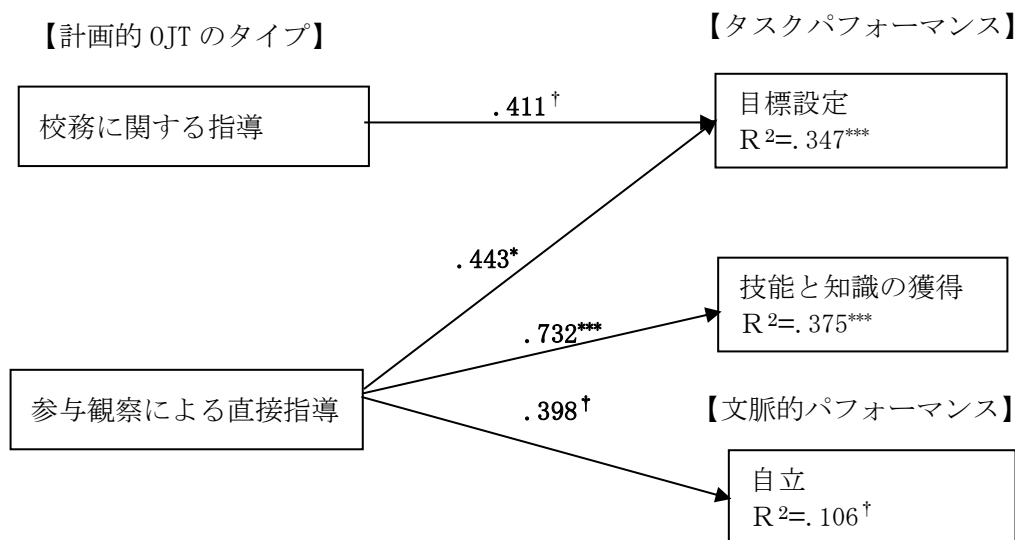 【計画的 OJT のタイプ】
【タスクパフォーマンス】
校務に関する指導
.411†
目標設定
R²=.347***
.443*
技能と知識の獲得
R²=.375***
.732***
参与観察による直接指導
.398†
【文脈的パフォーマンス】
自立
R²=.106†